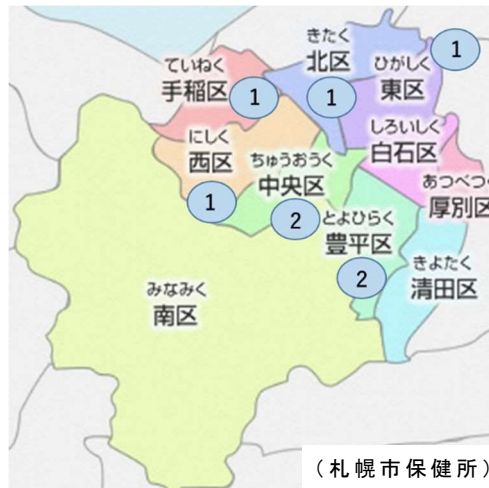 きたく
北区
1
ひがしく
東区
ていねく
手稲区
1
1
しろいしく
白石区
にしく
西区
ちゅうおうく
中央区
あつべつく
厚別区
1
2
とよひらく
豊平区
きよたく
清田区
2
みなみく
南区
（札幌市保健所）